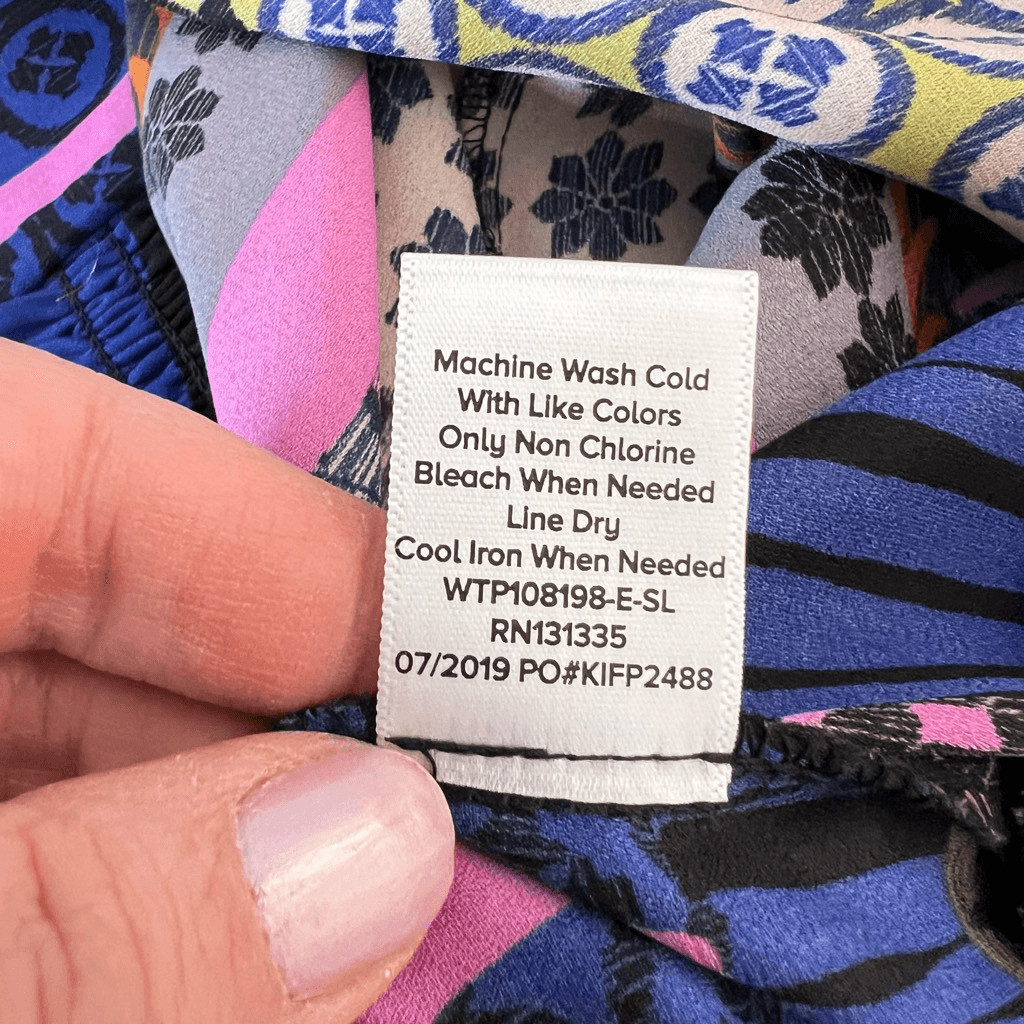 Machine Wash Cold
With Like Colors
Only Non Chlorine
Bleach When Needed
Line Dry
Cool Iron When Needed
WTP108198-E-SL
RN131335
07/2019 PO#KIFP2488